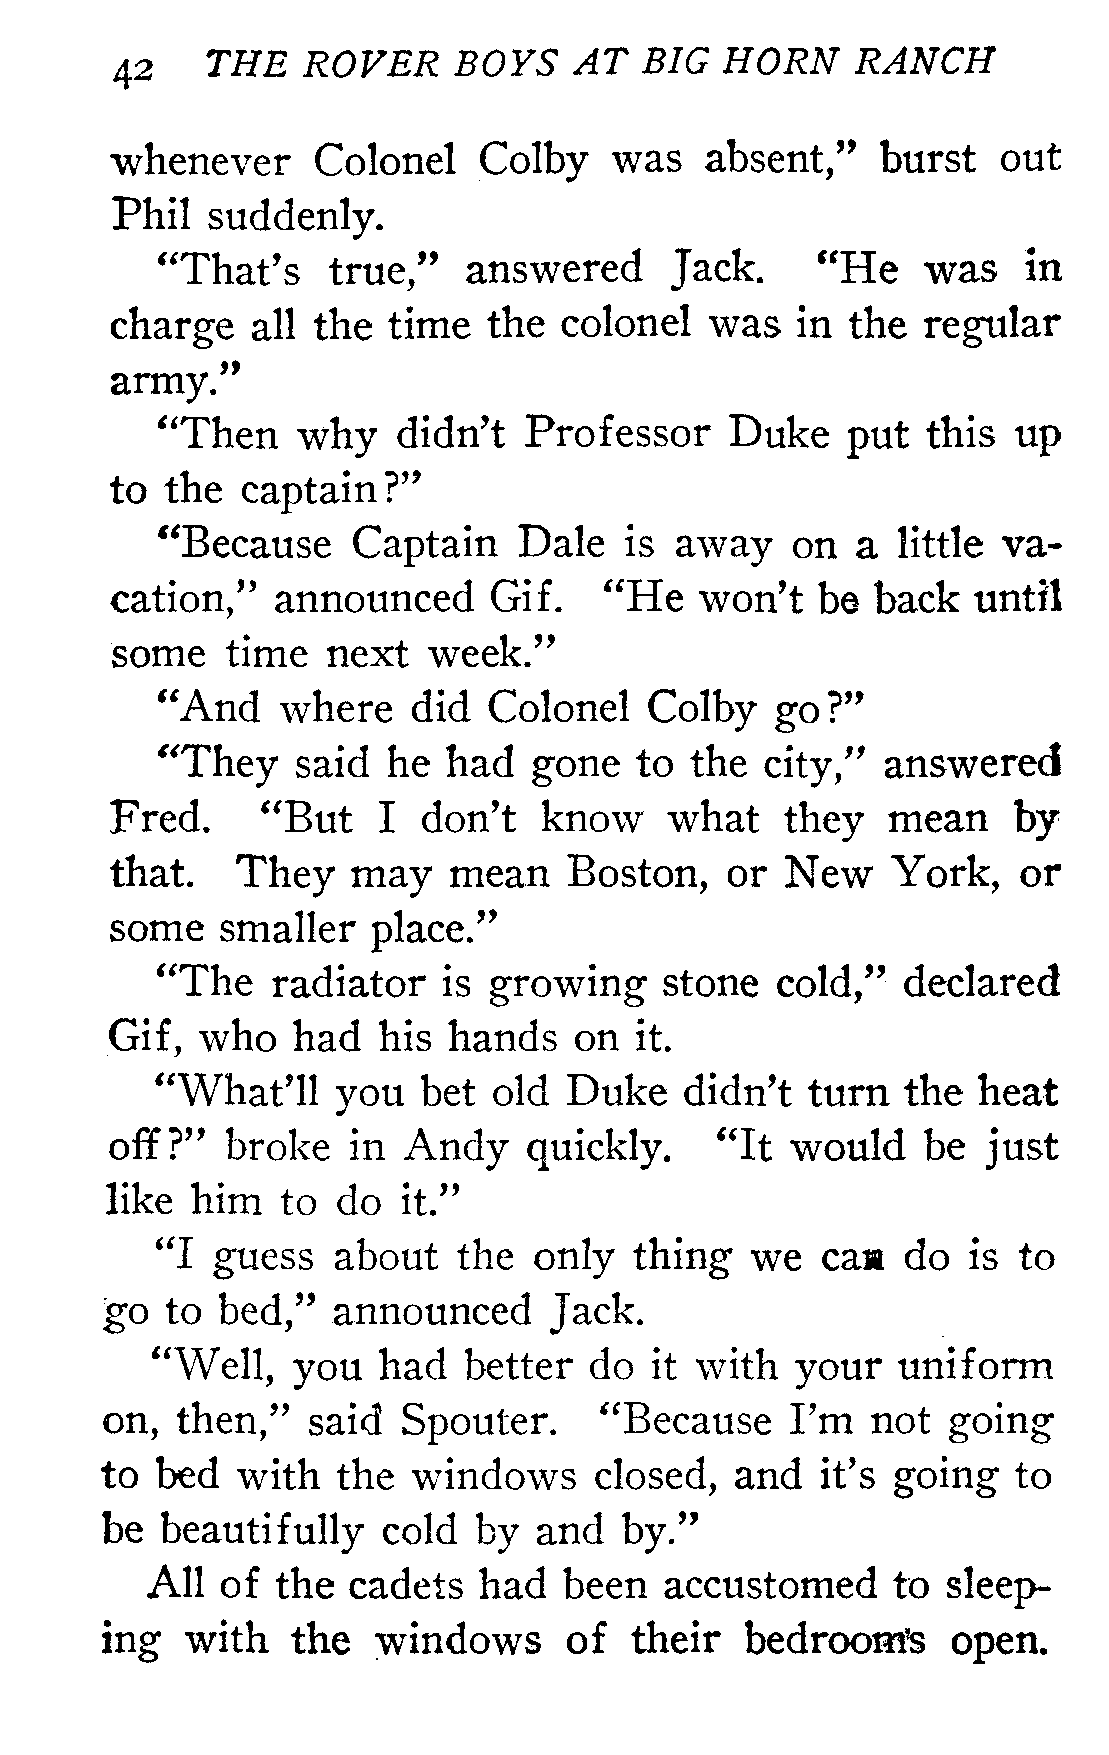 42 THE ROVER BOYS AT BIG HORN RANCH
whenever Colonel Colby was absent,” burst out
Phil suddenly.
“That’s true,” answered Jack. “He was in
charge all the time the colonel was in the regular
army.”
“Then why didn’t Professor Duke put this up
to the captain?”
“Because Captain Dale is away on a little va-
cation,” announced Gif. “He won’t be back until
some time next week.”
“And where did Colonel Colby go?”
“They said he had gone to the city,” answered
Fred. “But I don’t know what they mean by
that. They may mean Boston, or New York, or
some smaller place.”
“The radiator is growing stone cold,” declared
Gif, who had his hands on it.
“What’ll you bet old Duke didn’t turn the heat
off?” broke in Andy quickly. “It would be just
like him to do it.”
“I guess about the only thing we can do is to
go to bed,” announced Jack.
“Well, you had better do it with your uniform
on, then,” said Spouter. “Because I’m not going
to bed with the windows closed, and it’s going to
be beautifully cold by and by.”
All of the cadets had been accustomed to sleep-
ing with the windows of their bedrooms open.